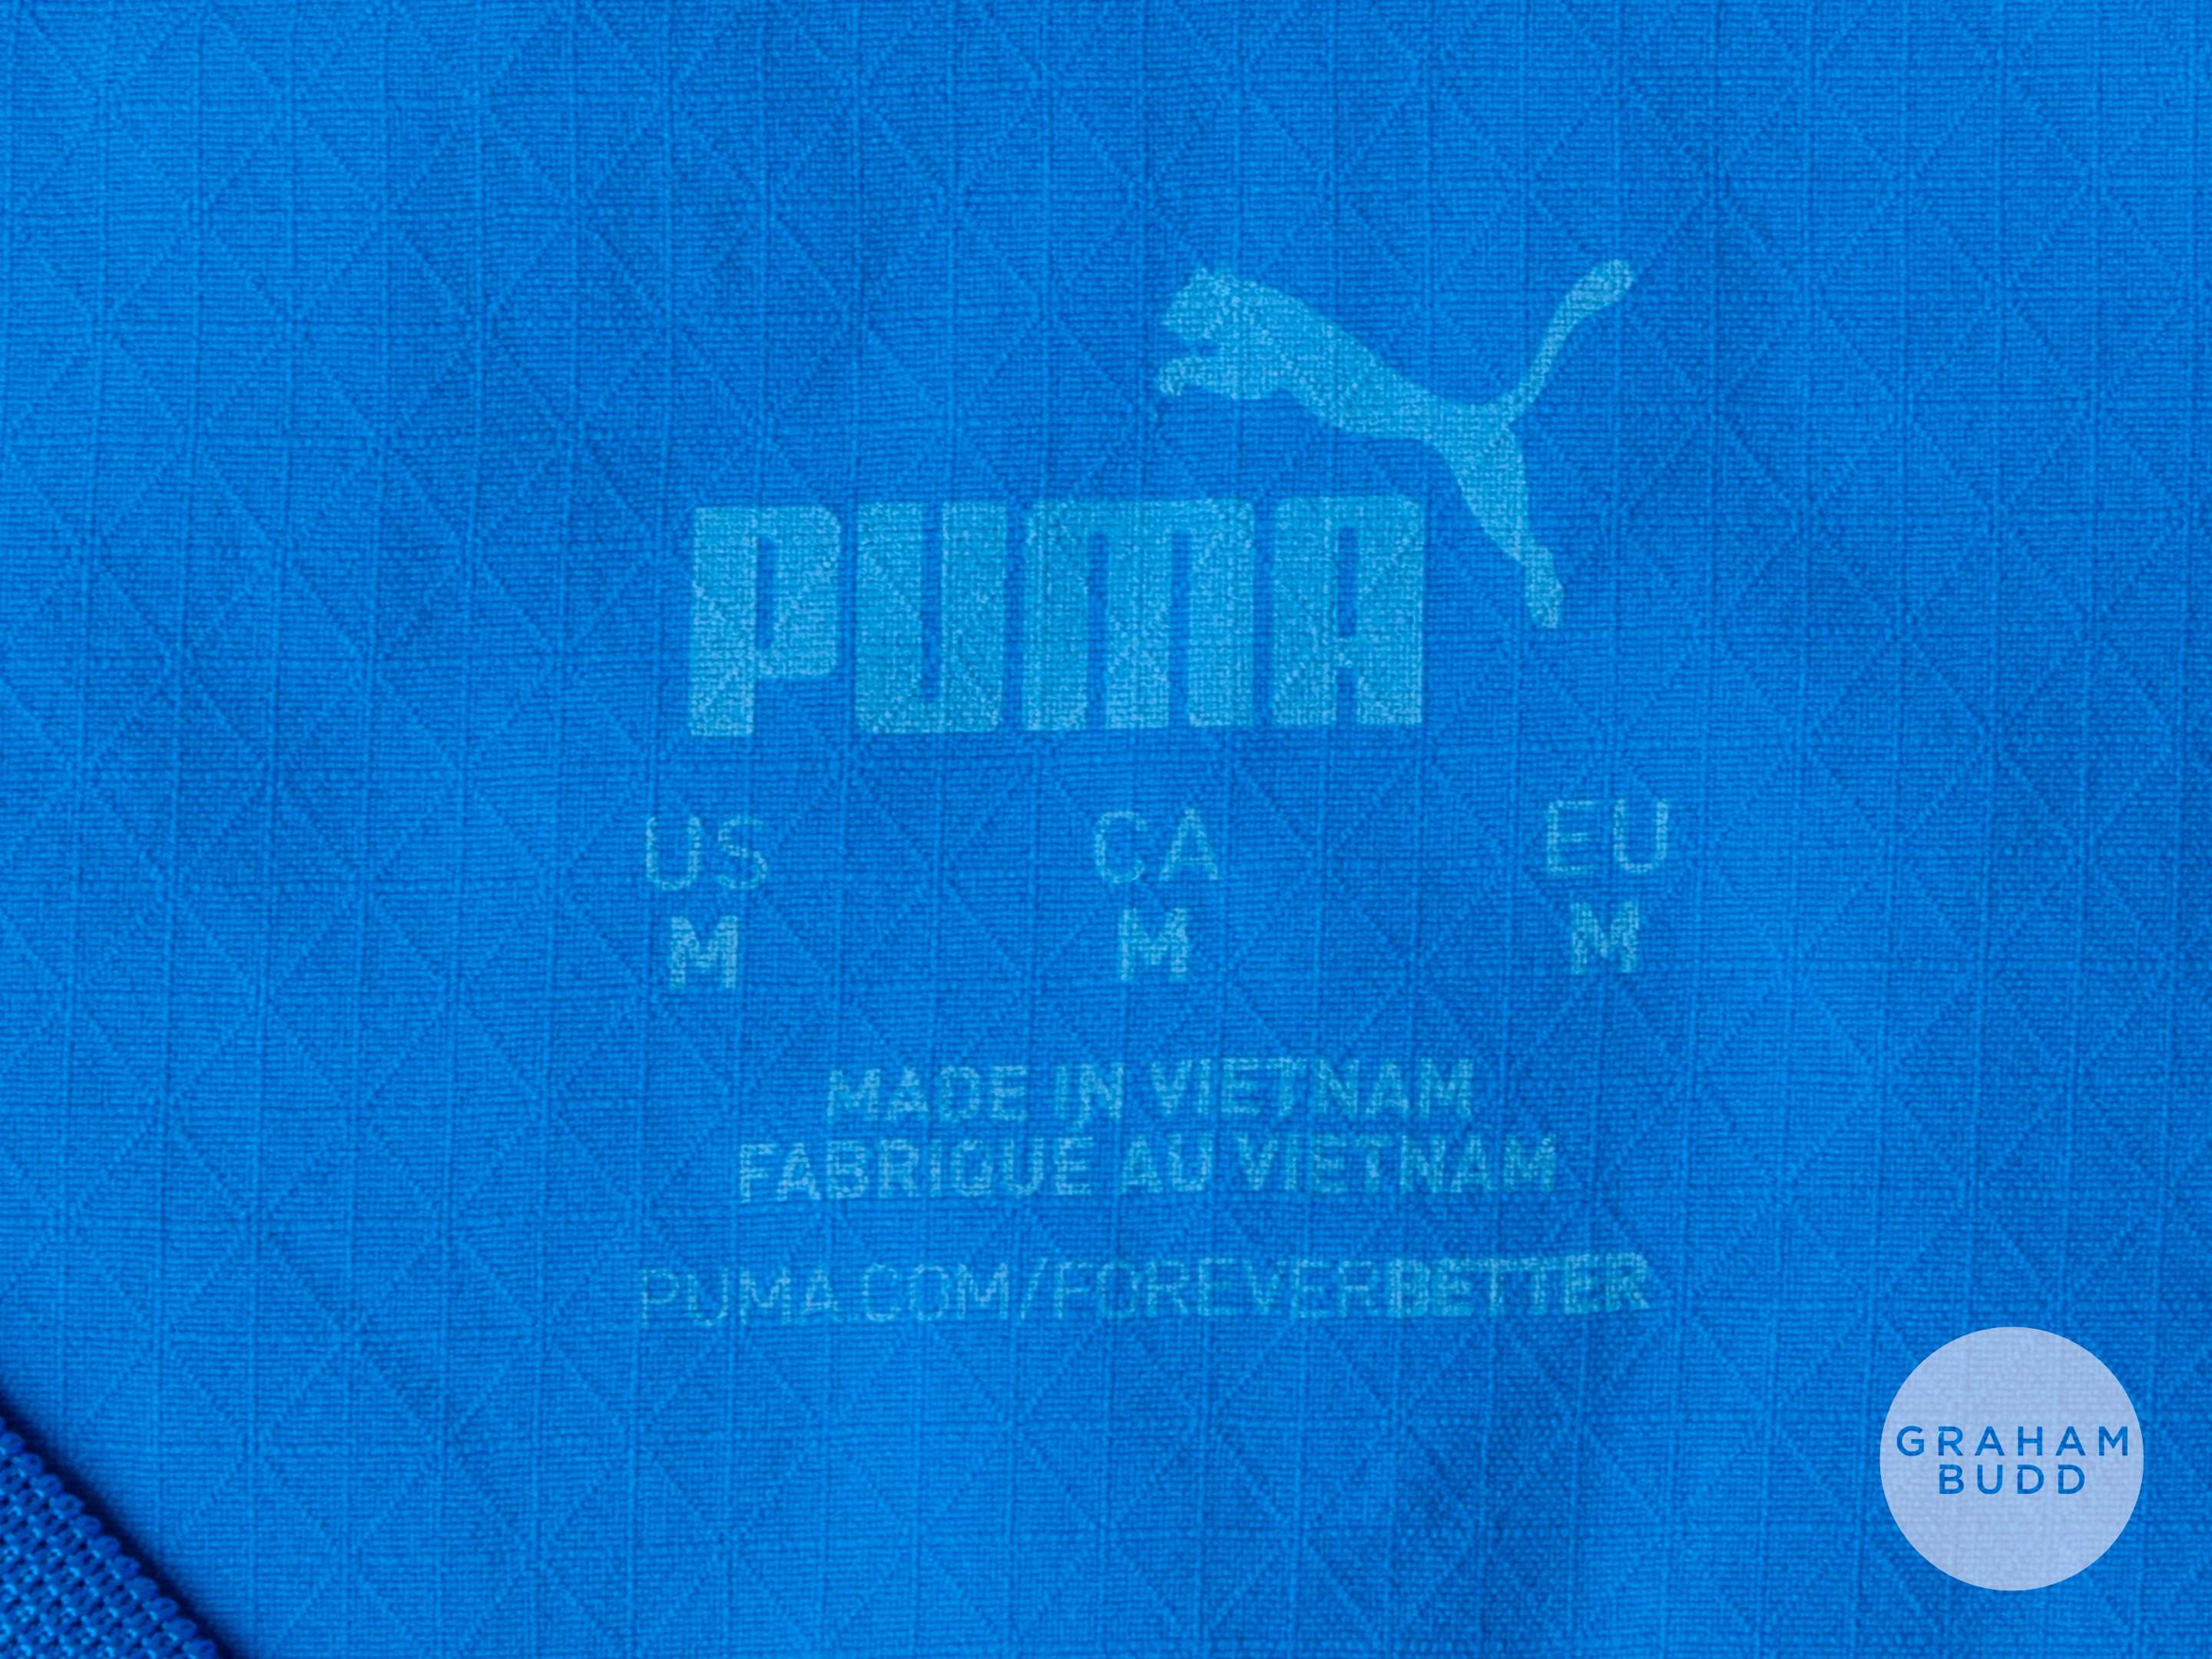 PUMA
US CA EU
M M M
MADE IN VIETNAM
FABRIQUÉ AU VIETNAM
PUMA.COM/FOREVERBETTER
GRAHAM
BUDD